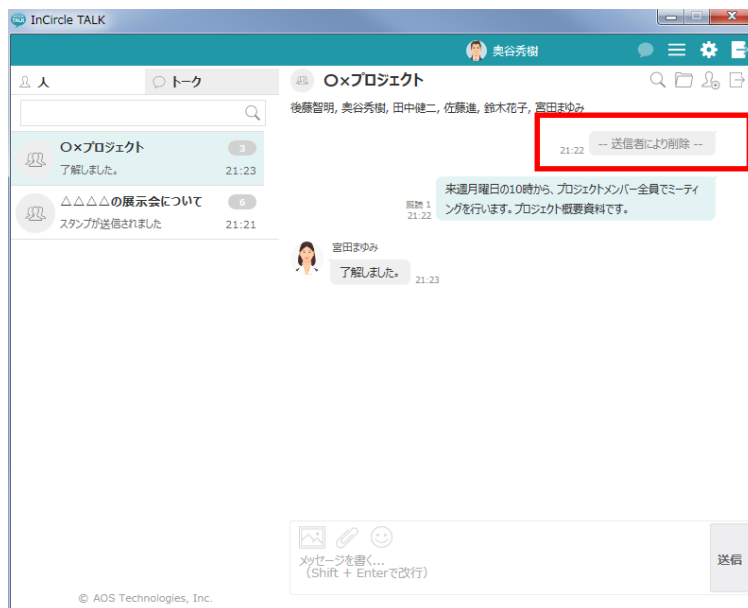 TALK InCircle TALK
奥谷秀樹
人
トーク
〇×プロジェクト 3
了解しました。 21:23
△△△△の展示会について 6
スタンプが送信されました 21:21
〇×プロジェクト
後藤智明, 奥谷秀樹, 田中健二, 佐藤進, 鈴木花子, 宮田まゆみ
21:22 -- 送信者により削除 --
来週月曜日の10時から、プロジェクトメンバー全員でミーティ
ングを行います。プロジェクト概要資料です。
既読 1
21:22
宮田まゆみ
了解しました。 21:23
メッセージを書く...
(Shift + Enterで改行)
送信
© AOS Technologies, Inc.